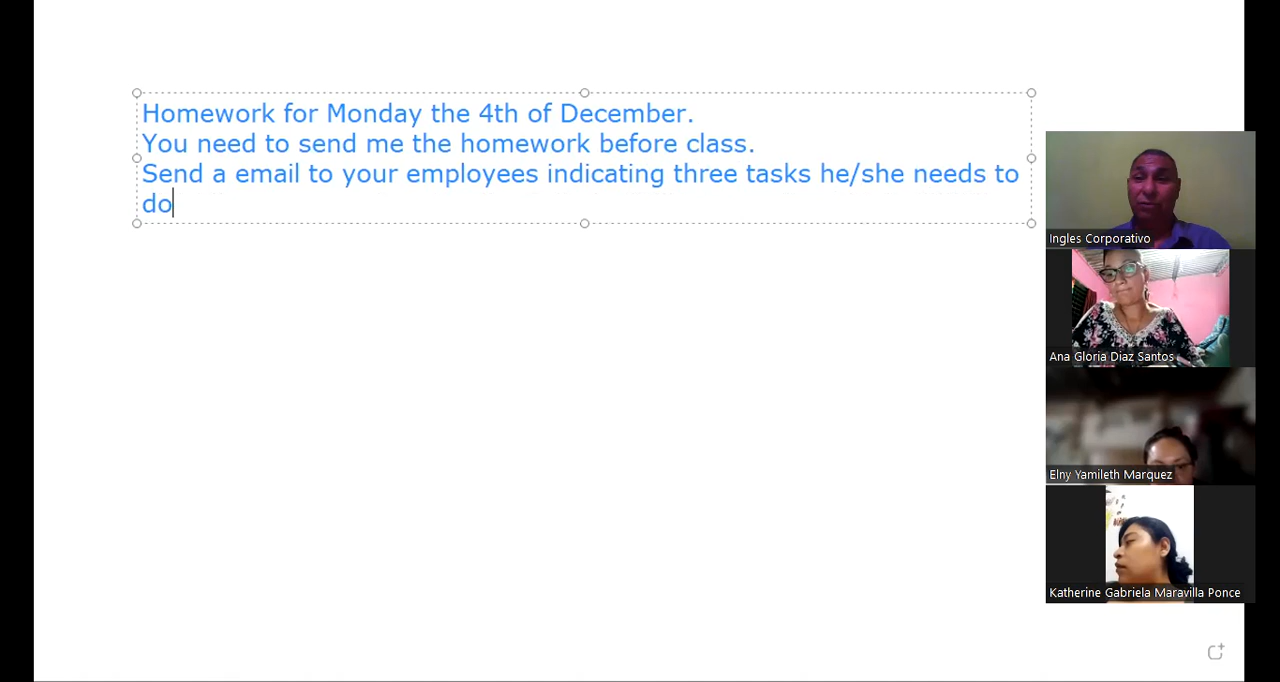 Homework for Monday the 4th of December.
You need to send me the homework before class.
Send a email to your employees indicating three tasks he/she needs to
do
Ingles Corporativo
Ana Gloria Diaz Santos
Elny Yamileth Marquez
Katherine Gabriela Maravilla Ponce